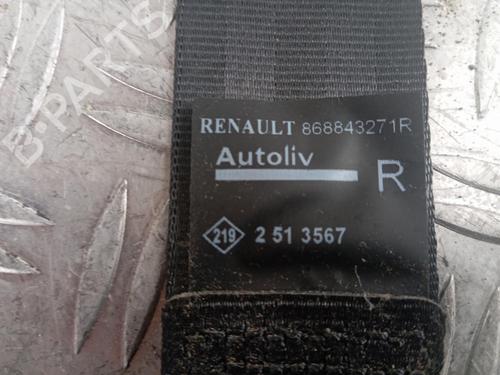 B-PARTS
RENAULT 868843271R
Autoliv
R
219 2 51 3567